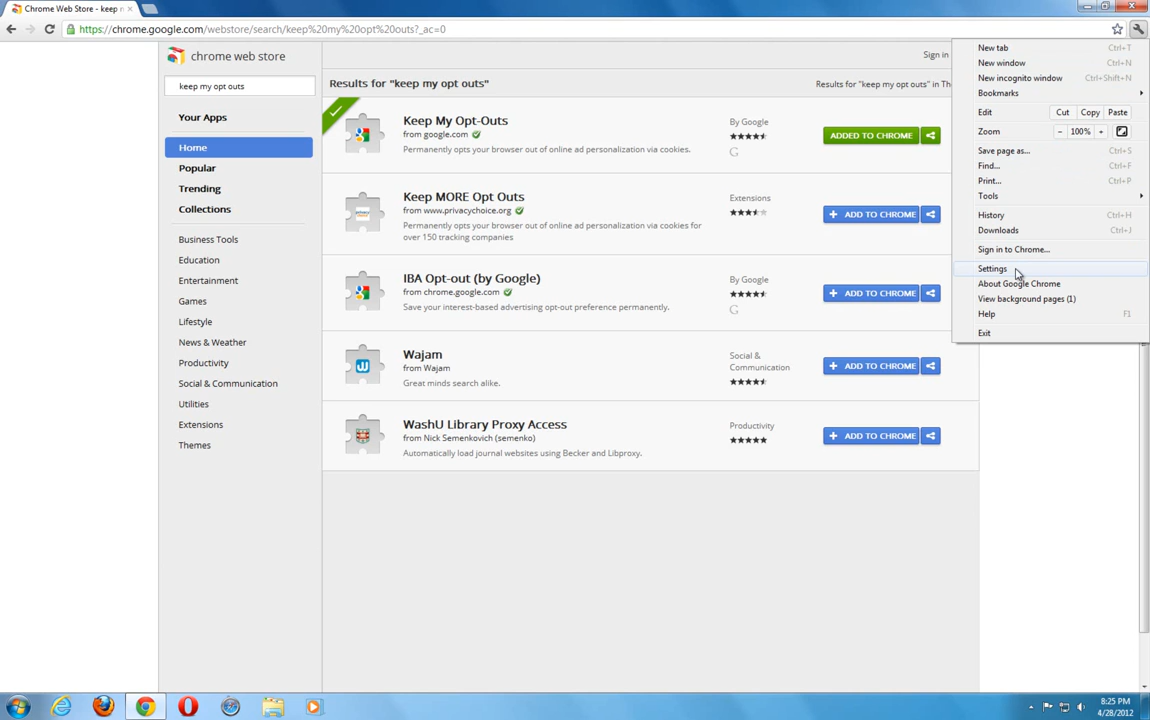 Chrome Web Store - keep m
https://chrome.google.com/webstore/search/keep%20my%20opt%20outs?_ac=0
chrome web store
Sign in
keep my opt outs
Your Apps
Home
Popular
Trending
Collections
Business Tools
Education
Entertainment
Games
Lifestyle
News & Weather
Productivity
Social & Communication
Utilities
Extensions
Themes
Results for "keep my opt outs"
Results for "keep my opt outs" in Th
Keep My Opt-Outs
from google.com
Permanently opts your browser out of online ad personalization via cookies.
By Google
ADDED TO CHROME
Keep MORE Opt Outs
from www.privacychoice.org
Permanently opts your browser out of ad personalization via cookies for
over 150 tracking companies
Extensions
+ ADD TO CHROME
IBA Opt-out (by Google)
from chrome.google.com
Save your interest-based advertising opt-out preference permanently.
By Google
+ ADD TO CHROME
Wajam
from Wajam
Great minds search alike.
Social &
Communication
+ ADD TO CHROME
WashU Library Proxy Access
from Nick Semenkovich (semenko)
Automatically load journal websites using Becker and Libproxy.
Productivity
+ ADD TO CHROME
New tab Ctrl+T
New window Ctrl+N
New incognito window Ctrl+Shift+N
Bookmarks
Edit Cut Copy Paste
Zoom - 100% +
Save page as... Ctrl+S
Find... Ctrl+F
Print... Ctrl+P
Tools
History Ctrl+H
Downloads Ctrl+J
Sign in to Chrome...
Settings
About Google Chrome
View background pages (1)
Help F1
Exit
8:25 PM
4/28/2012